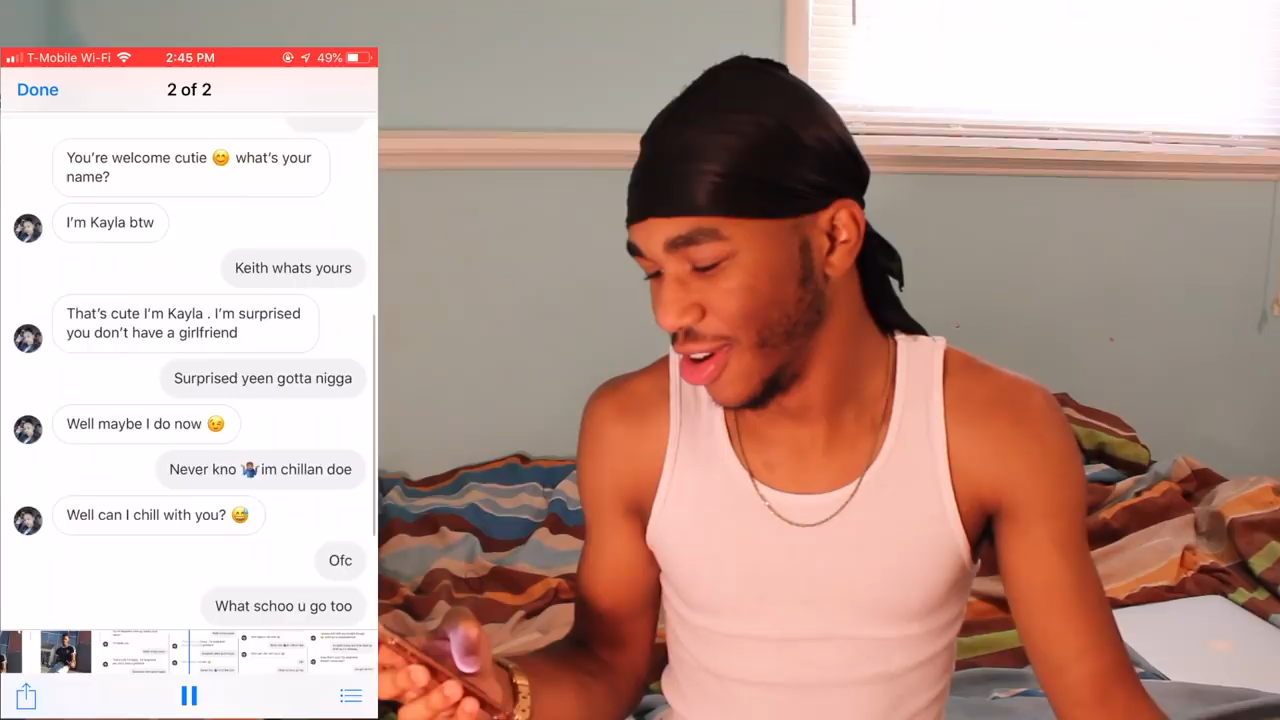 T-Mobile Wi-Fi 2:45 PM 49%
Done 2 of 2
You're welcome cutie 😊 what's your
name?
I'm Kayla btw
Keith whats yours
That's cute I'm Kayla . I'm surprised
you don't have a girlfriend
Surprised yeen gotta nigga
Well maybe I do now 😉
Never kno 🤷🏾‍♂️im chillan doe
Well can I chill with you? 😅
Ofc
What schoo u go too